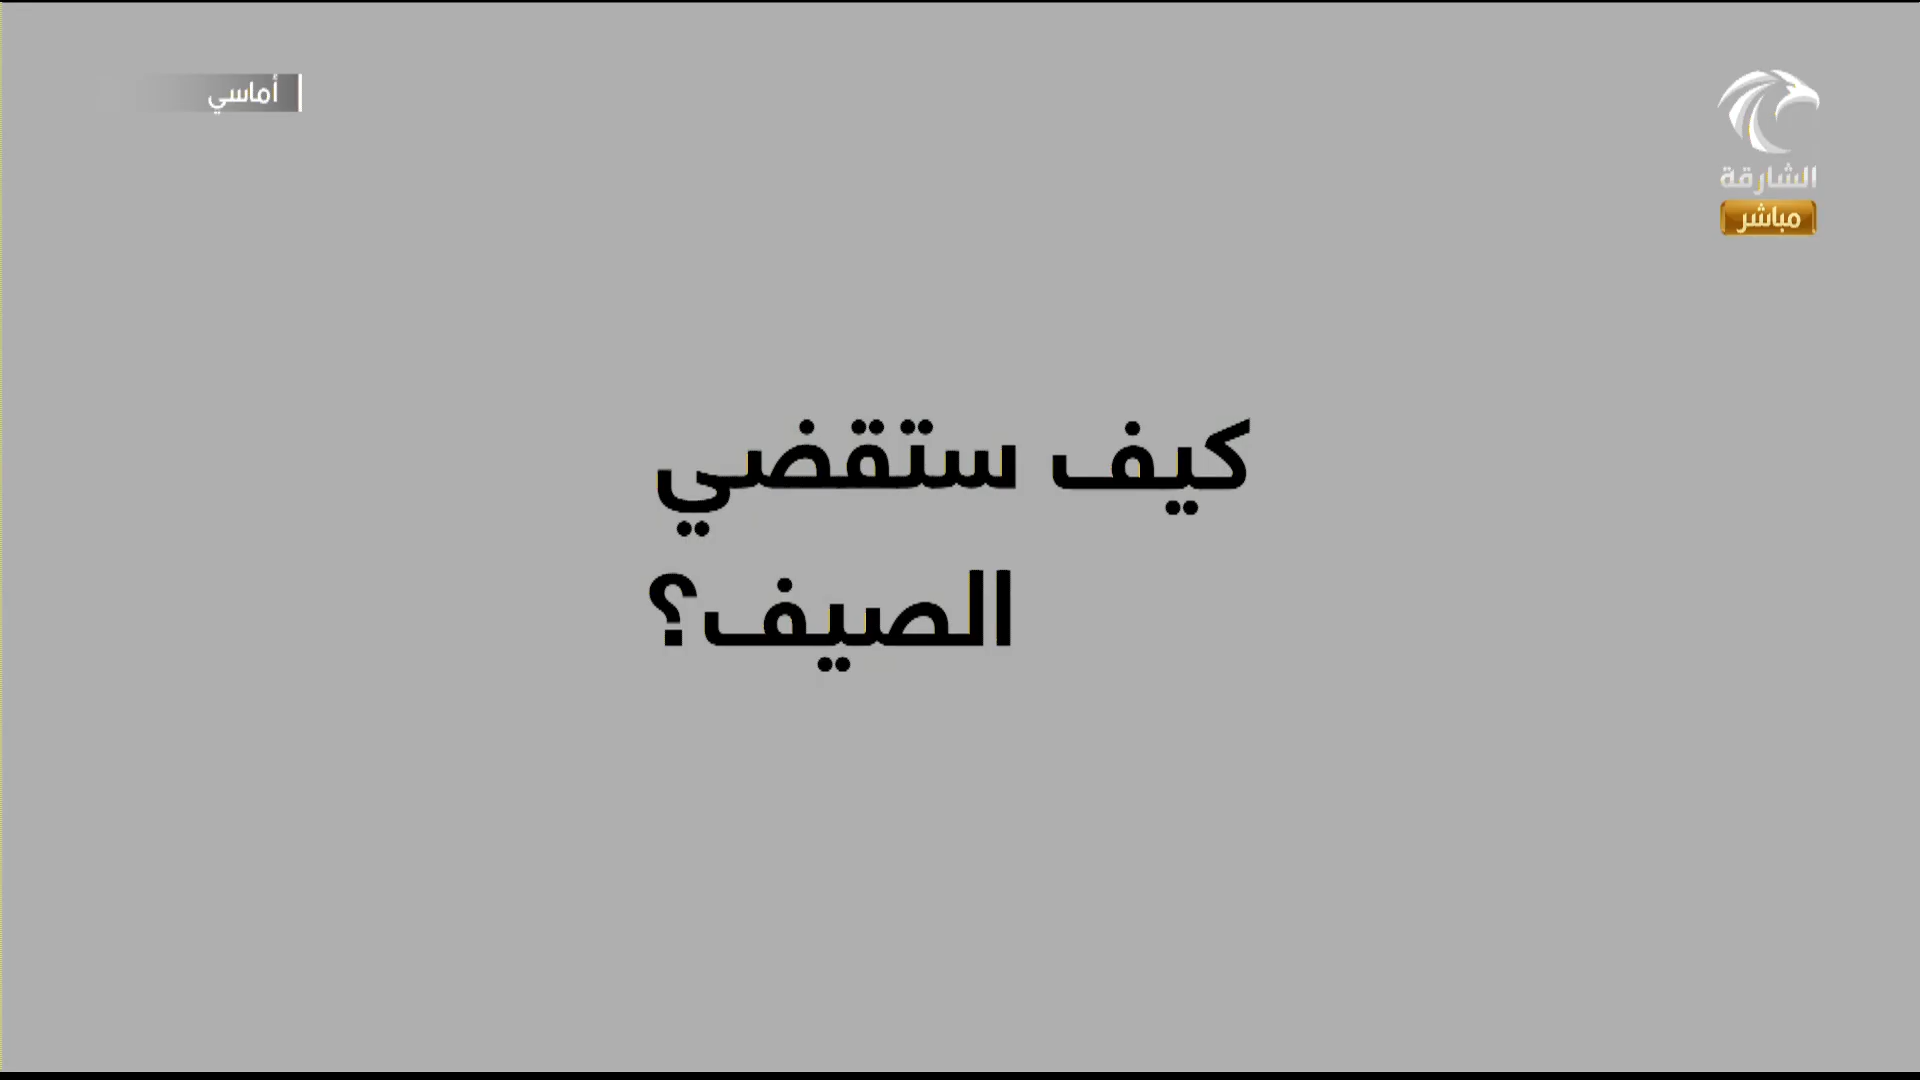 أماسي
الشارقة
مباشر
كيف ستقضي
الصيف؟